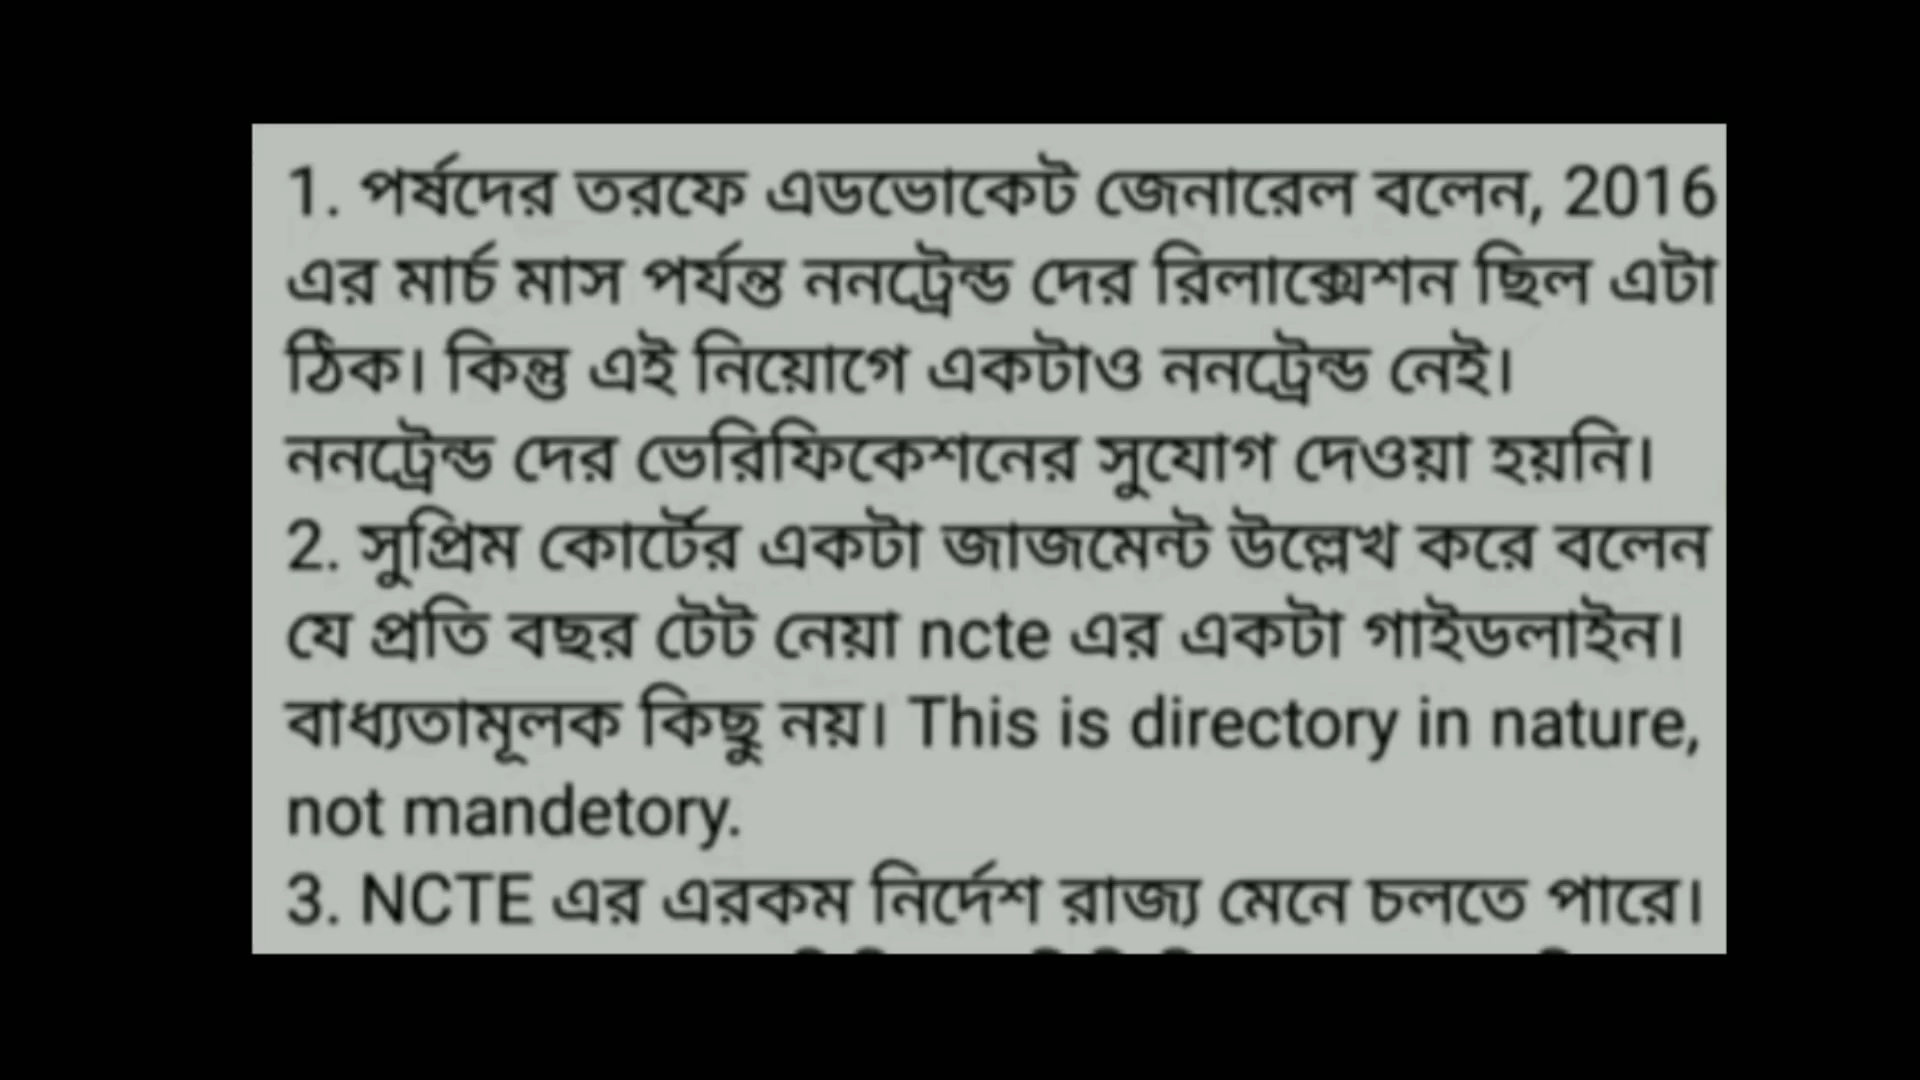 1. পর্ষদের তরফে এডভোকেট জেনারেল বলেন, 2016
এর মার্চ মাস পর্যন্ত ননট্রেন্ড দের রিলাক্সেশন ছিল এটা
ঠিক। কিন্তু এই নিয়োগে একটাও ননট্রেন্ড নেই।
ননট্রেন্ড দের ভেরিফিকেশনের সুযোগ দেওয়া হয়নি।
2. সুপ্রিম কোর্টের একটা জাজমেন্ট উল্লেখ করে বলেন
যে প্রতি বছর টেট নেয়া ncte এর একটা গাইডলাইন।
বাধ্যতামূলক কিছু নয়। This is directory in nature,
not mandetory.
3. NCTE এর এরকম নির্দেশ রাজ্য মেনে চলতে পারে।